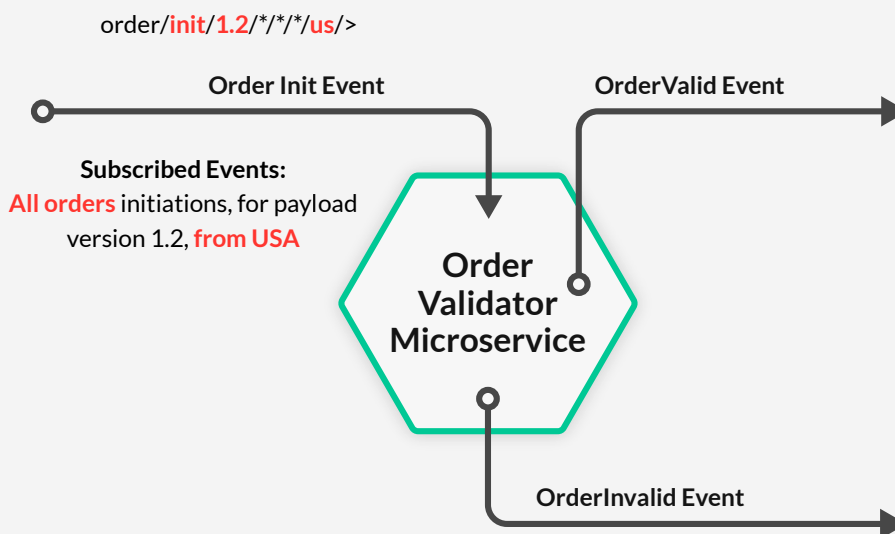 order/init/1.2/*/*/*/us/>
Order Init Event
OrderValid Event
Subscribed Events:
All orders initiations, for payload
version 1.2, from USA
Order
Validator
Microservice
OrderInvalid Event